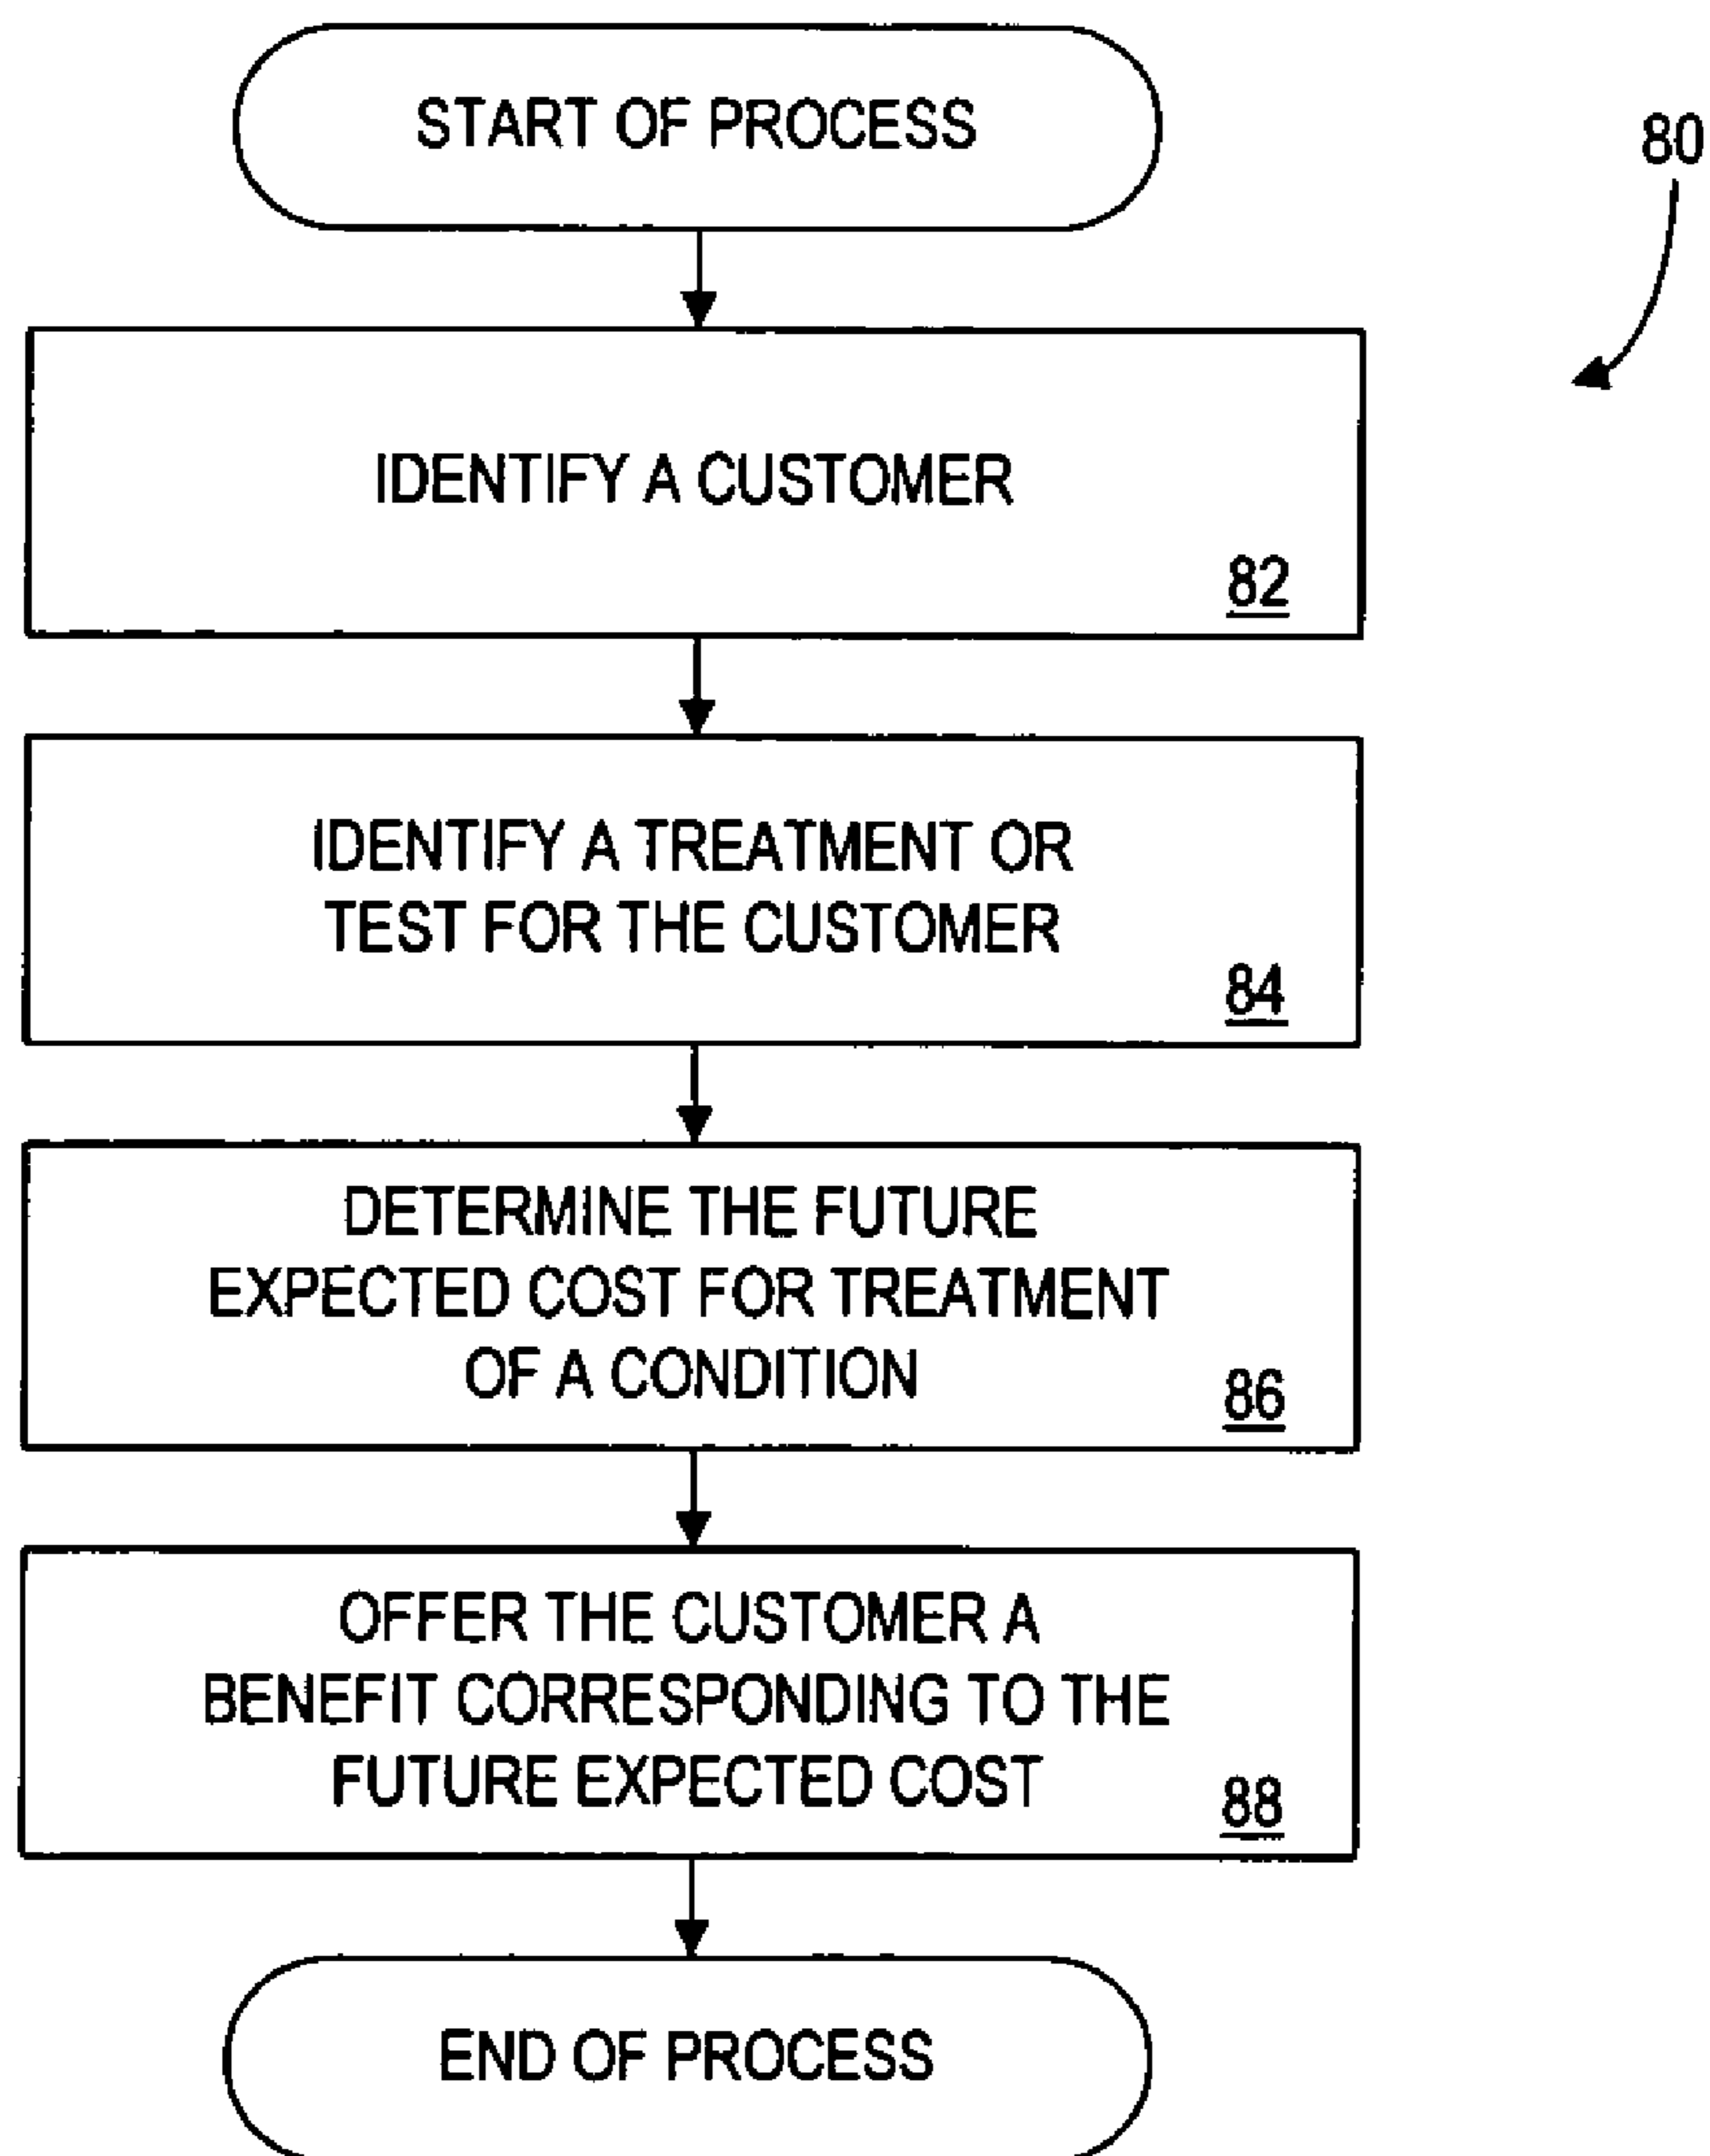 START OF PROCESS
80
IDENTIFY A CUSTOMER
82
IDENTIFY A TREATMENT OR
TEST FOR THE CUSTOMER
84
DETERMINE THE FUTURE
EXPECTED COST FOR TREATMENT
OF A CONDITION
86
OFFER THE CUSTOMER A
BENEFIT CORRESPONDING TO THE
FUTURE EXPECTED COST
88
END OF PROCESS